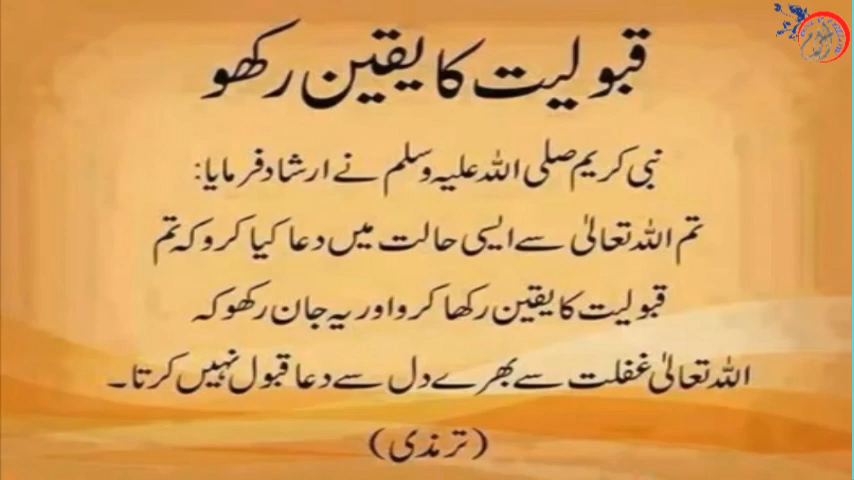 قبولیت کا یقین رکھو
نبی کریم صلی اللہ علیہ وسلم نے ارشاد فرمایا:
تم اللہ تعالیٰ سے ایسی حالت میں دعا کیا کرو کہ تم
قبولیت کا یقین رکھا کرو اور یہ جان رکھو کہ
اللہ تعالیٰ غفلت سے بھرے دل سے دعا قبول نہیں کرتا۔
(ترمذی)